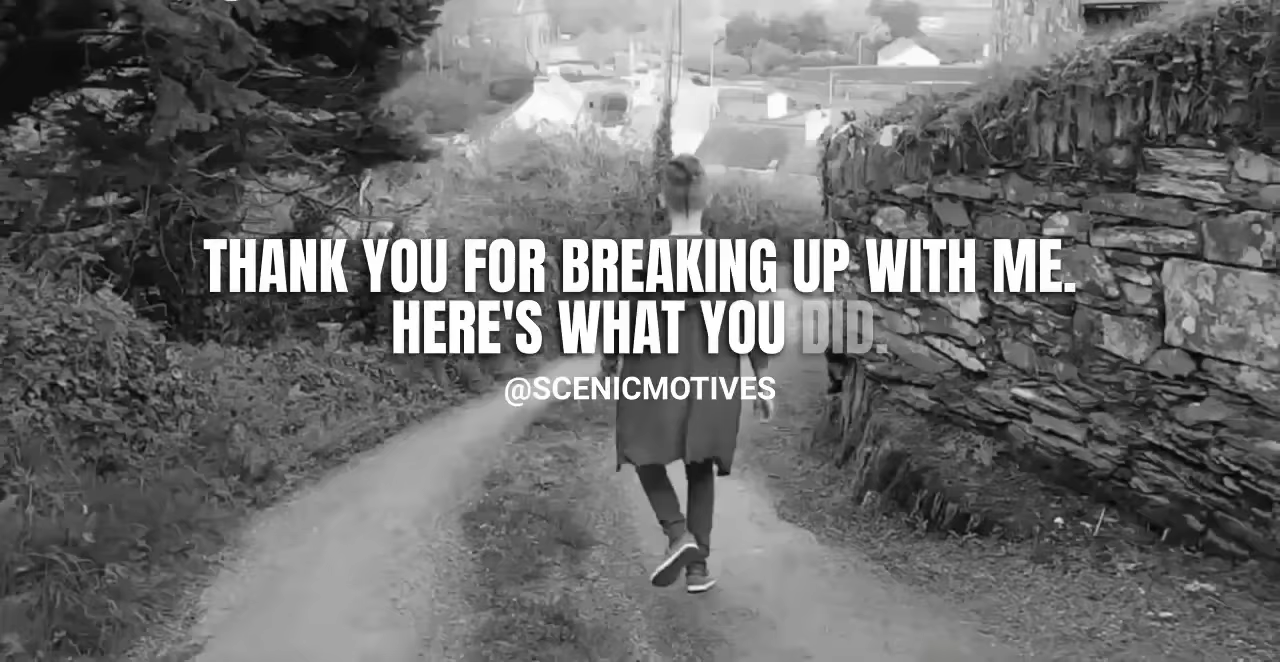 THANK YOU FOR BREAKING UP WITH ME.
HERE'S WHAT YOU DID.
@SCENICMOTIVES